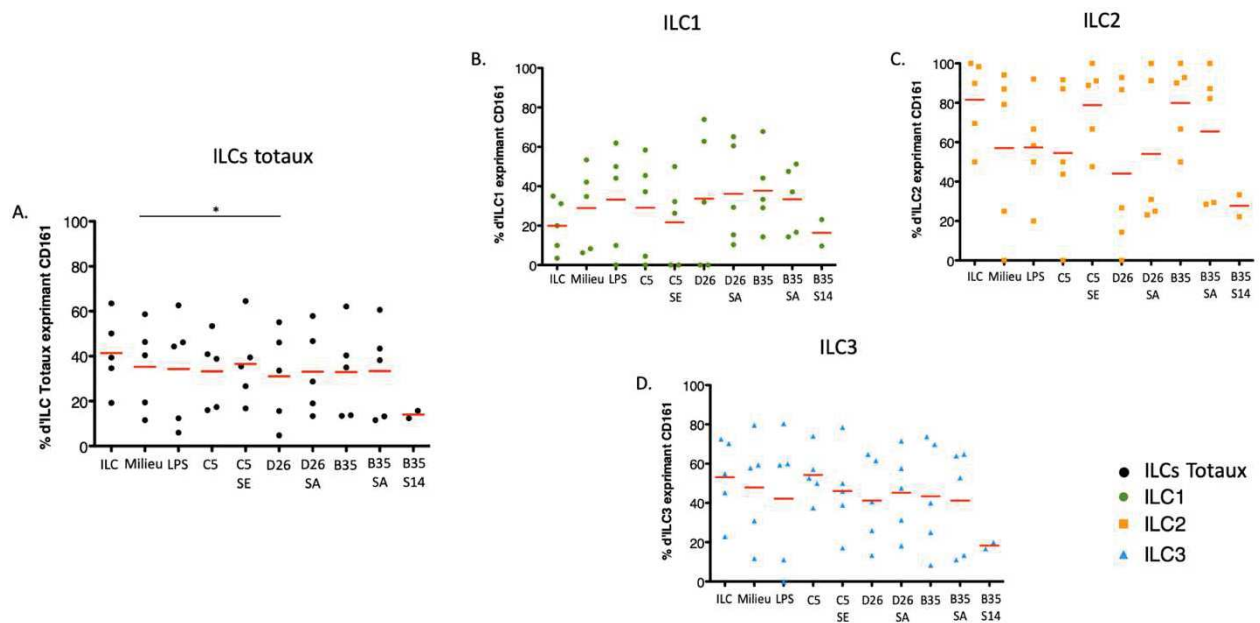 ILCs totaux
A.
% d'ILC Totaux exprimant CD161
100
80
60
40
20
0
*
ILC Milieu LPS C5 C5 D26 D26 B35 B35 B35
SE SA SA S14
ILC1
B.
% d'ILC1 exprimant CD161
100
80
60
40
20
0
ILC Milieu LPS C5 C5 D26 D26 B35 B35 B35
SE SA SA S14
ILC2
C.
% d'ILC2 exprimant CD161
100
80
60
40
20
0
ILC Milieu LPS C5 C5 D26 D26 B35 B35 B35
SE SA SA S14
ILC3
D.
% d'ILC3 exprimant CD161
100
80
60
40
20
0
ILC Milieu LPS C5 C5 D26 D26 B35 B35 B35
SE SA SA S14
ILCs Totaux
ILC1
ILC2
ILC3